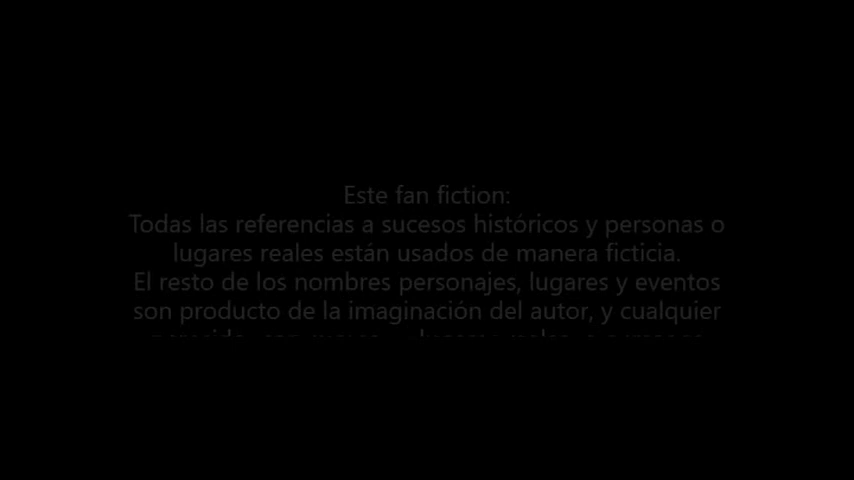 Este fan fiction:
Todas las referencias a sucesos históricos y personas o
lugares reales están usados de manera ficticia.
El resto de los nombres personajes, lugares y eventos
son producto de la imaginación del autor, y cualquier